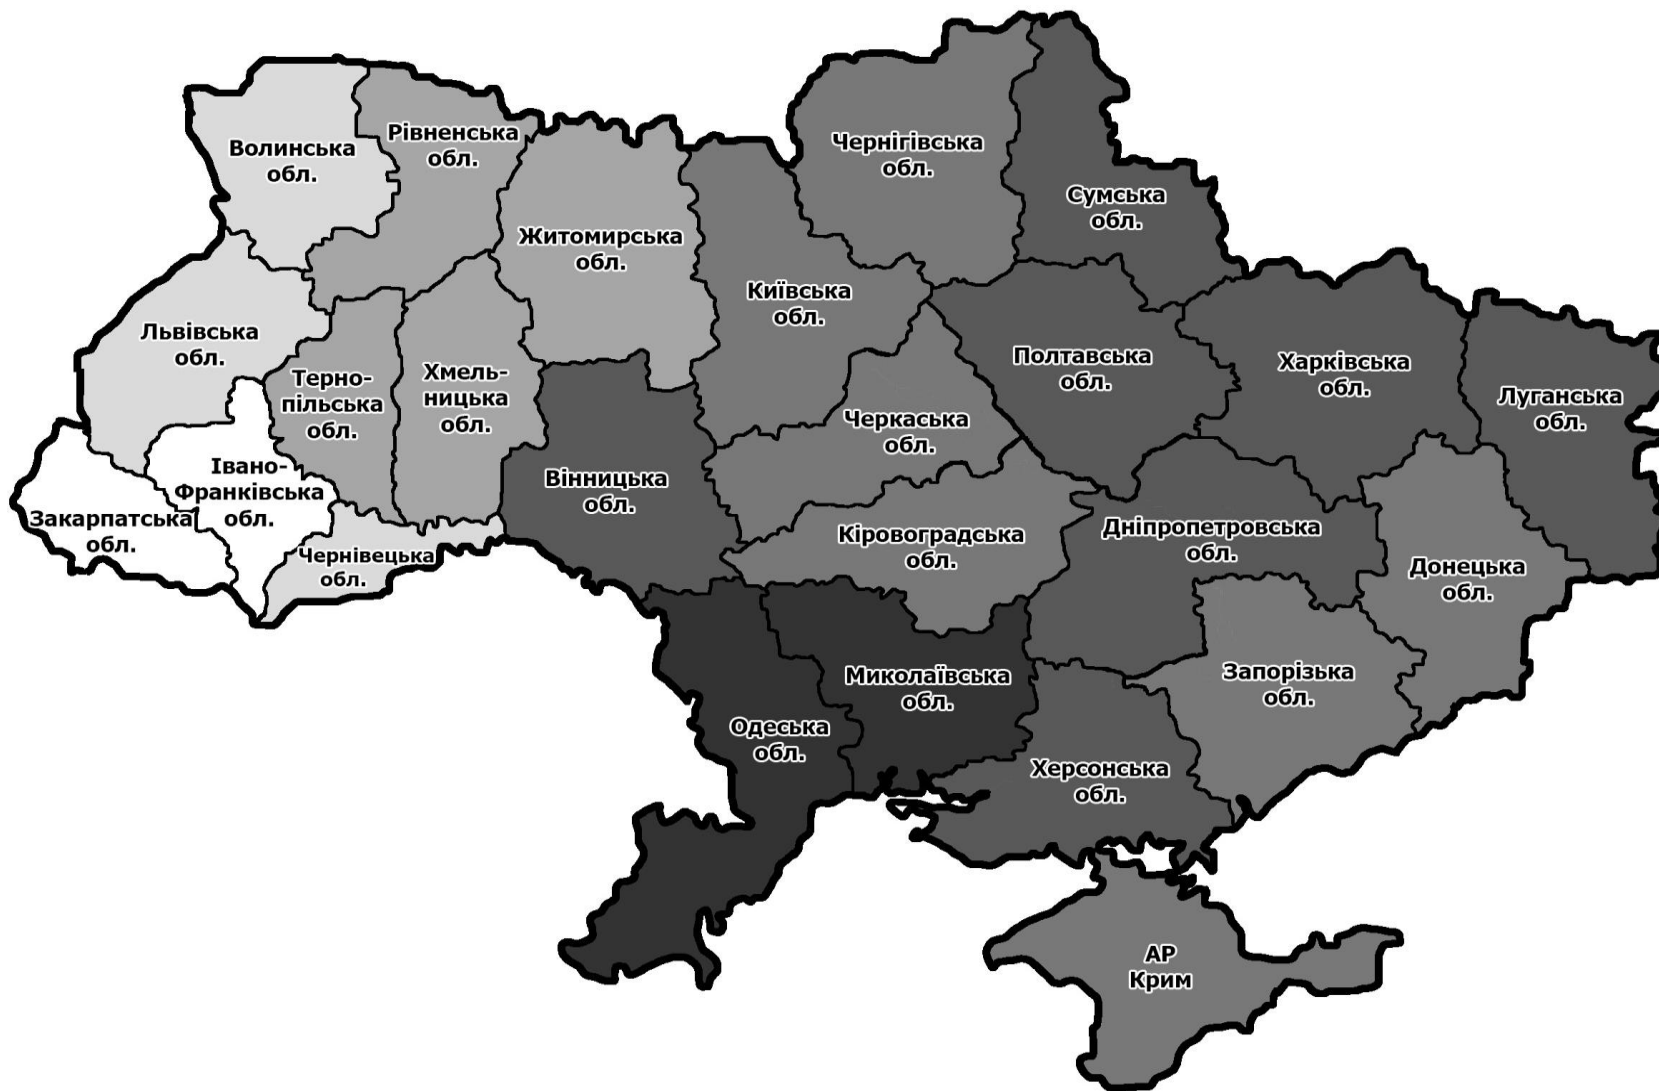 Волинська
обл.
Рівненська
обл.
Житомирська
обл.
Чернігівська
обл.
Сумська
обл.
Київська
обл.
Львівська
обл.
Терно-
пільська
обл.
Хмель-
ницька
обл.
Полтавська
обл.
Харківська
обл.
Луганська
обл.
Черкаська
обл.
Івано-
Франківська
обл.
Закарпатська
обл.
Вінницька
обл.
Чернівецька
обл.
Кіровоградська
обл.
Дніпропетровська
обл.
Донецька
обл.
Миколаївська
обл.
Запорізька
обл.
Одеська
обл.
Херсонська
обл.
АР
Крим